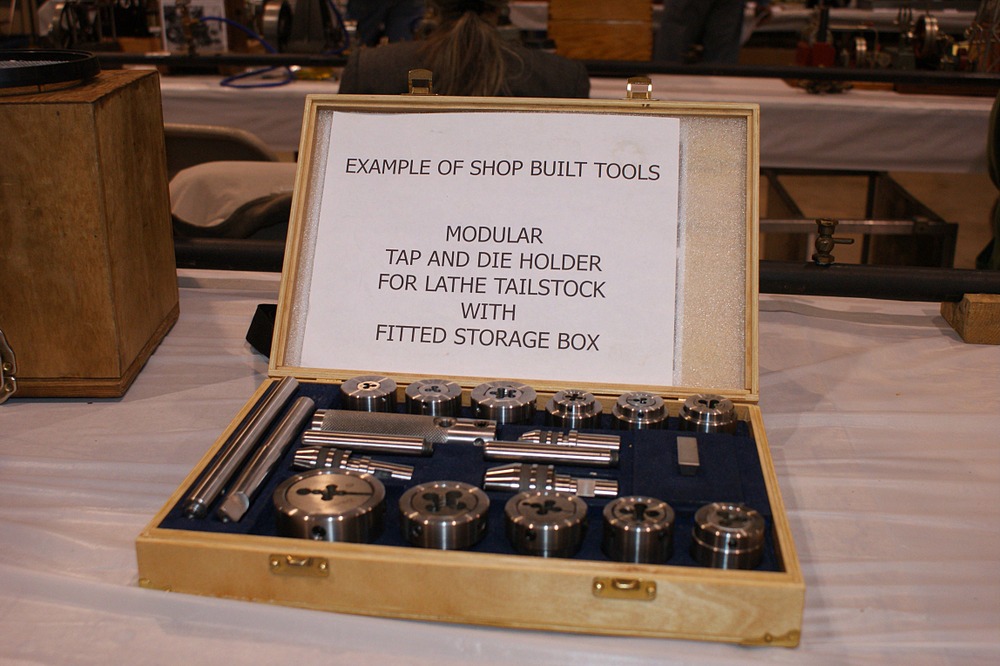 EXAMPLE OF SHOP BUILT TOOLS
MODULAR
TAP AND DIE HOLDER
FOR LATHE TAILSTOCK
WITH
FITTED STORAGE BOX